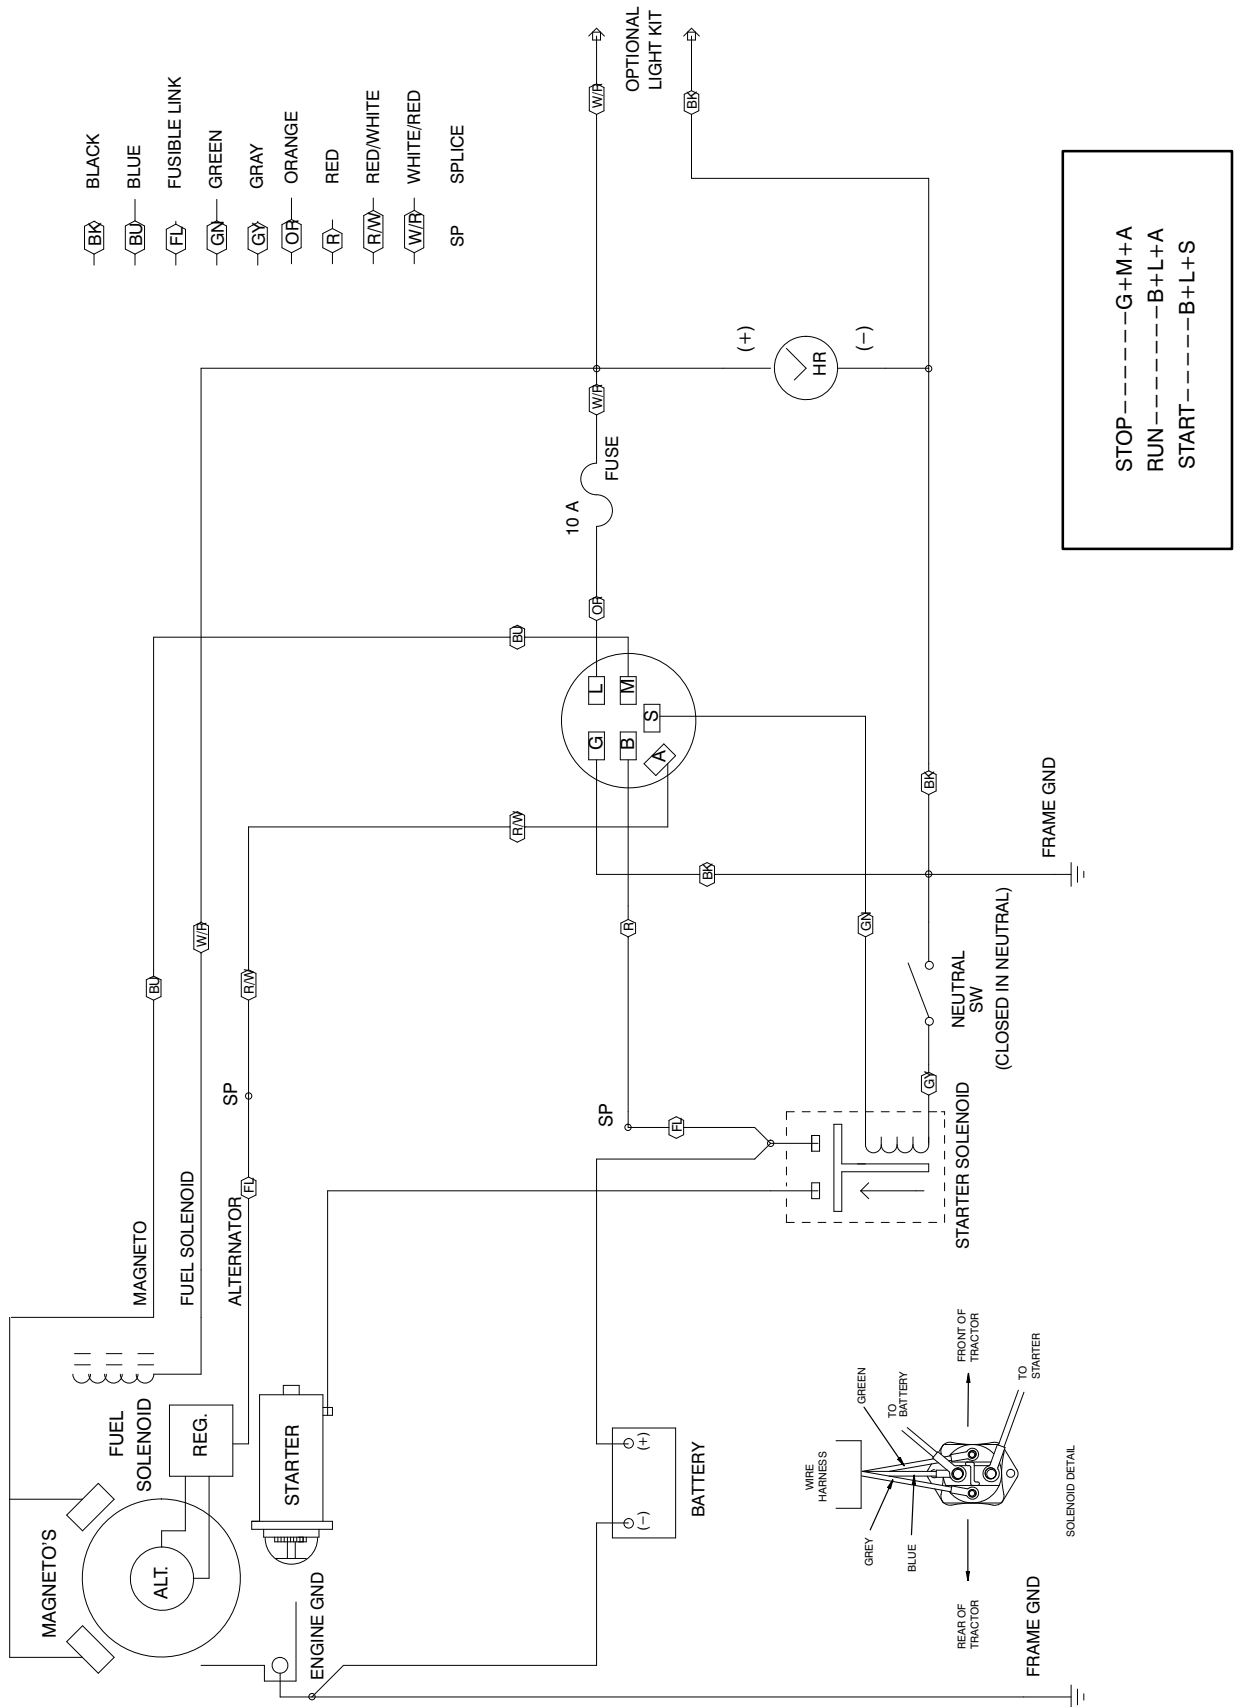 BK BLACK
BU BLUE
FL FUSIBLE LINK
GN GREEN
GY GRAY
OR ORANGE
R RED
R/W RED/WHITE
W/R WHITE/RED
SP SPLICE
MAGNETO'S
ALT.
REG.
FUEL
SOLENOID
STARTER
ENGINE GND
MAGNETO
FUEL SOLENOID
ALTERNATOR
FL
SP
BU
W/R
R/W
BU
R/W
G
L
B
M
A
S
OR
10 A
FUSE
W/R
W/R
OPTIONAL
LIGHT KIT
BK
(+)
HR
(−)
BATTERY
(−)
(+)
SP
FL
R
BK
GN
BK
GY
NEUTRAL
SW
(CLOSED IN NEUTRAL)
STARTER SOLENOID
FRAME GND
FRAME GND
WIRE
HARNESS
GREY
BLUE
GREEN
TO
BATTERY
TO
STARTER
FRONT OF
TRACTOR
REAR OF
TRACTOR
SOLENOID DETAIL
STOP------G+M+A
RUN-------B+L+A
START-----B+L+S